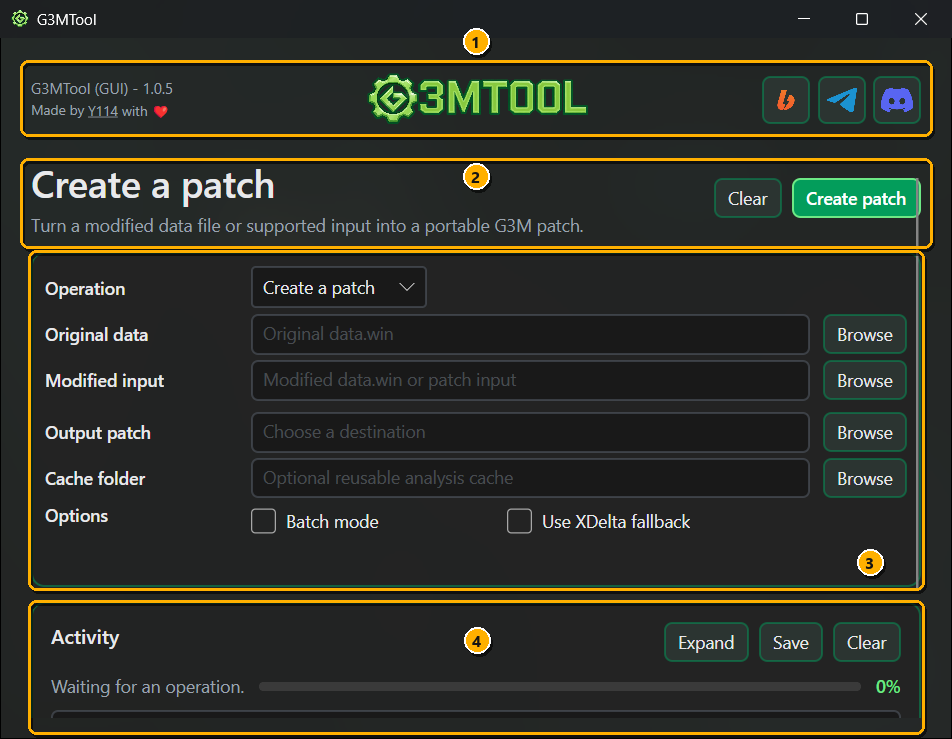 G3MTool
1
G3MTool (GUI) - 1.0.5
Made by Y114 with ❤️
3MTOOL
2
Create a patch
Turn a modified data file or supported input into a portable G3M patch.
Clear
Create patch
Operation
Create a patch
Original data
Original data.win
Browse
Modified input
Modified data.win or patch input
Browse
Output patch
Choose a destination
Browse
Cache folder
Optional reusable analysis cache
Browse
Options
Batch mode
Use XDelta fallback
3
Activity
4
Expand
Save
Clear
Waiting for an operation.
0%